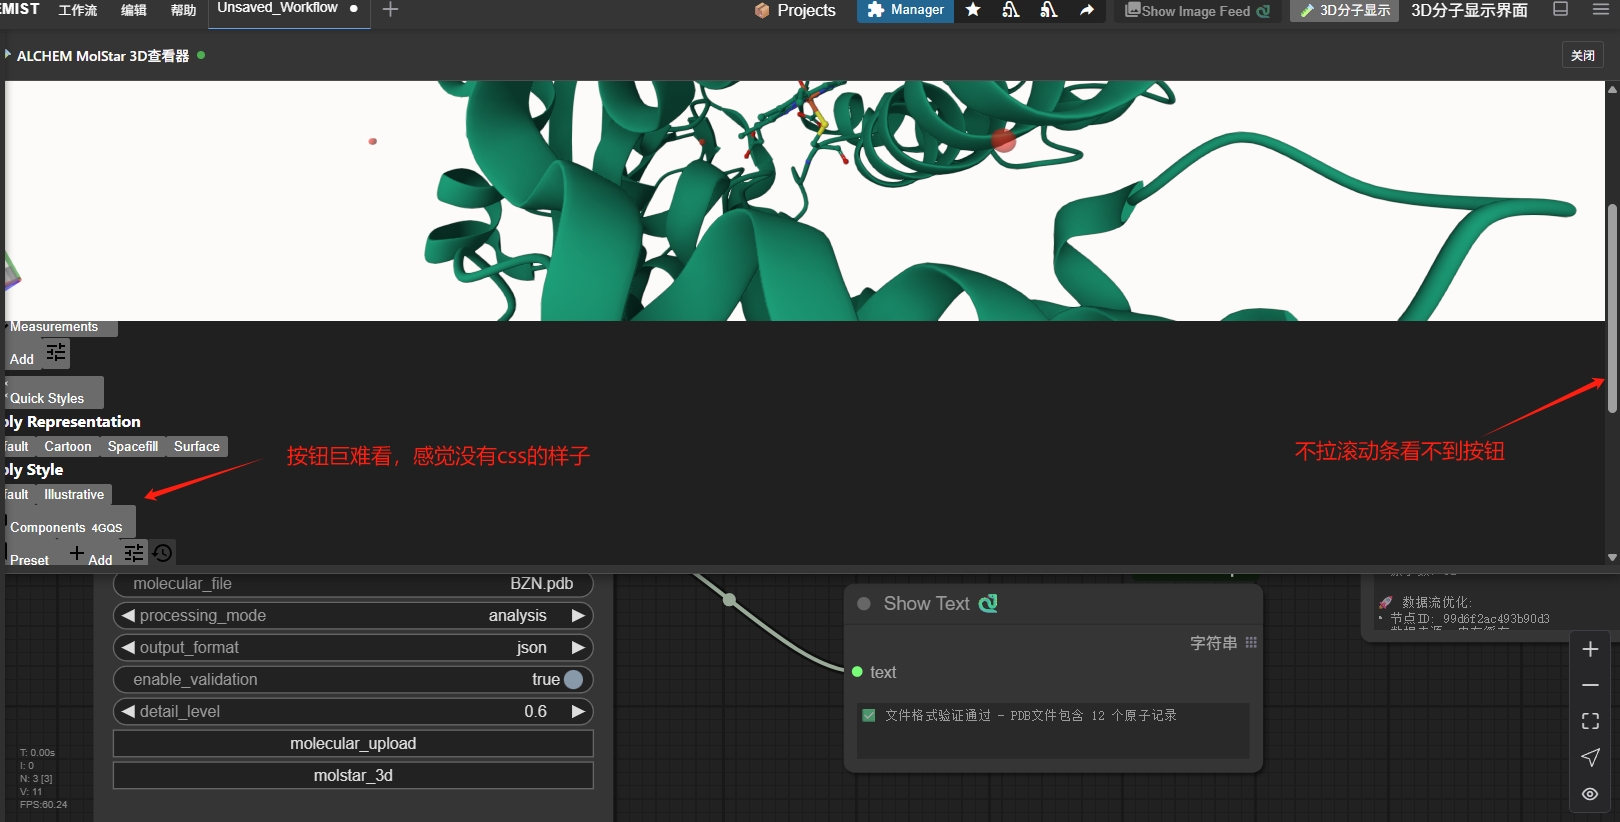 EMIST 工作流 编辑 帮助 Unsaved_Workflow Projects Manager Show Image Feed 3D分子显示 3D分子显示界面
ALCHEM MolStar 3D查看器 关闭
Measurements
Add
Quick Styles
ply Representation
fault Cartoon Spacefill Surface
ply Style
fault Illustrative
Components 4GQS
Preset Add
按钮巨难看，感觉没有css的样子
不拉滚动条看不到按钮
molecular_file BZN.pdb
processing_mode analysis
output_format json
enable_validation true
detail_level 0.6
molecular_upload
molstar_3d
T: 0.00s
I: 0
N: 3 [3]
V: 11
FPS:60.24
Show Text
字符串
text
文件格式验证通过 - PDB文件包含 12 个原子记录
🚀 数据流优化:
• 节点ID: 99d6f2ac493b90d3